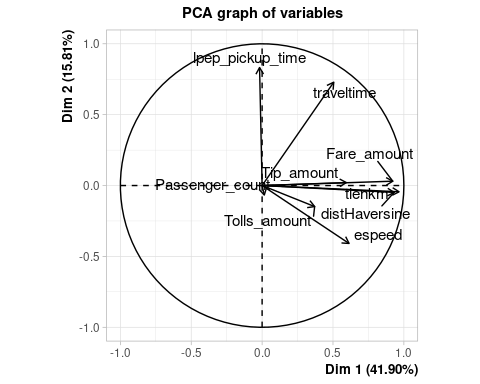 PCA graph of variables
Dim 2 (15.81%)
1.0
0.5
0.0
-0.5
-1.0
lpep_pickup_time
traveltime
Fare_amount
Tip_amount
Passenger_count
tlenkm
distHaversine
Tolls_amount
espeed
-1.0 -0.5 0.0 0.5 1.0
Dim 1 (41.90%)